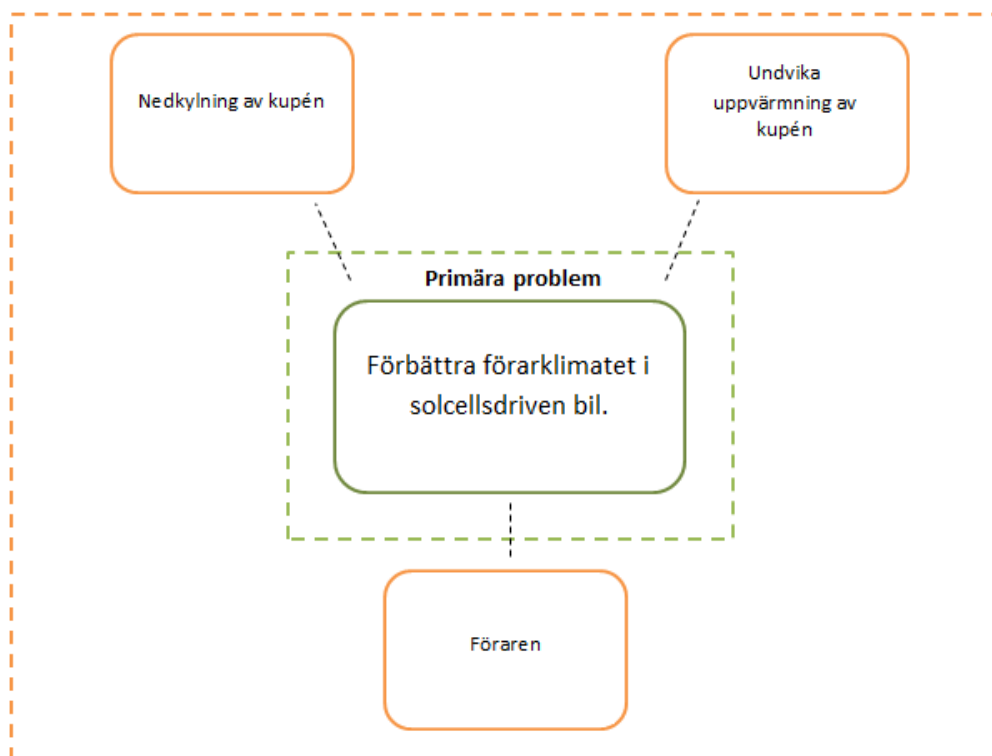 Nedkylning av kupén
Undvika
uppvärmning av
kupén
Primära problem
Förbättra förarklimatet i
solcellsdriven bil.
Föraren